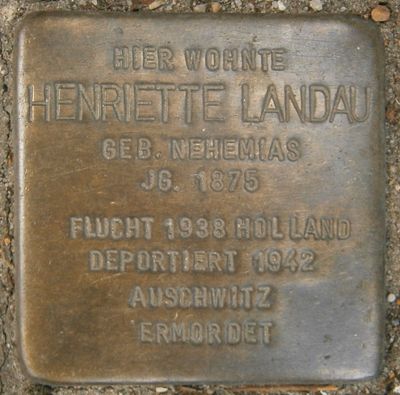 HIER WOHNTE
HENRIETTE LANDAU
GEB. NEHEMIAS
JG. 1875
FLUCHT 1938 HOLLAND
DEPORTIERT 1942
AUSCHWITZ
ERMORDET